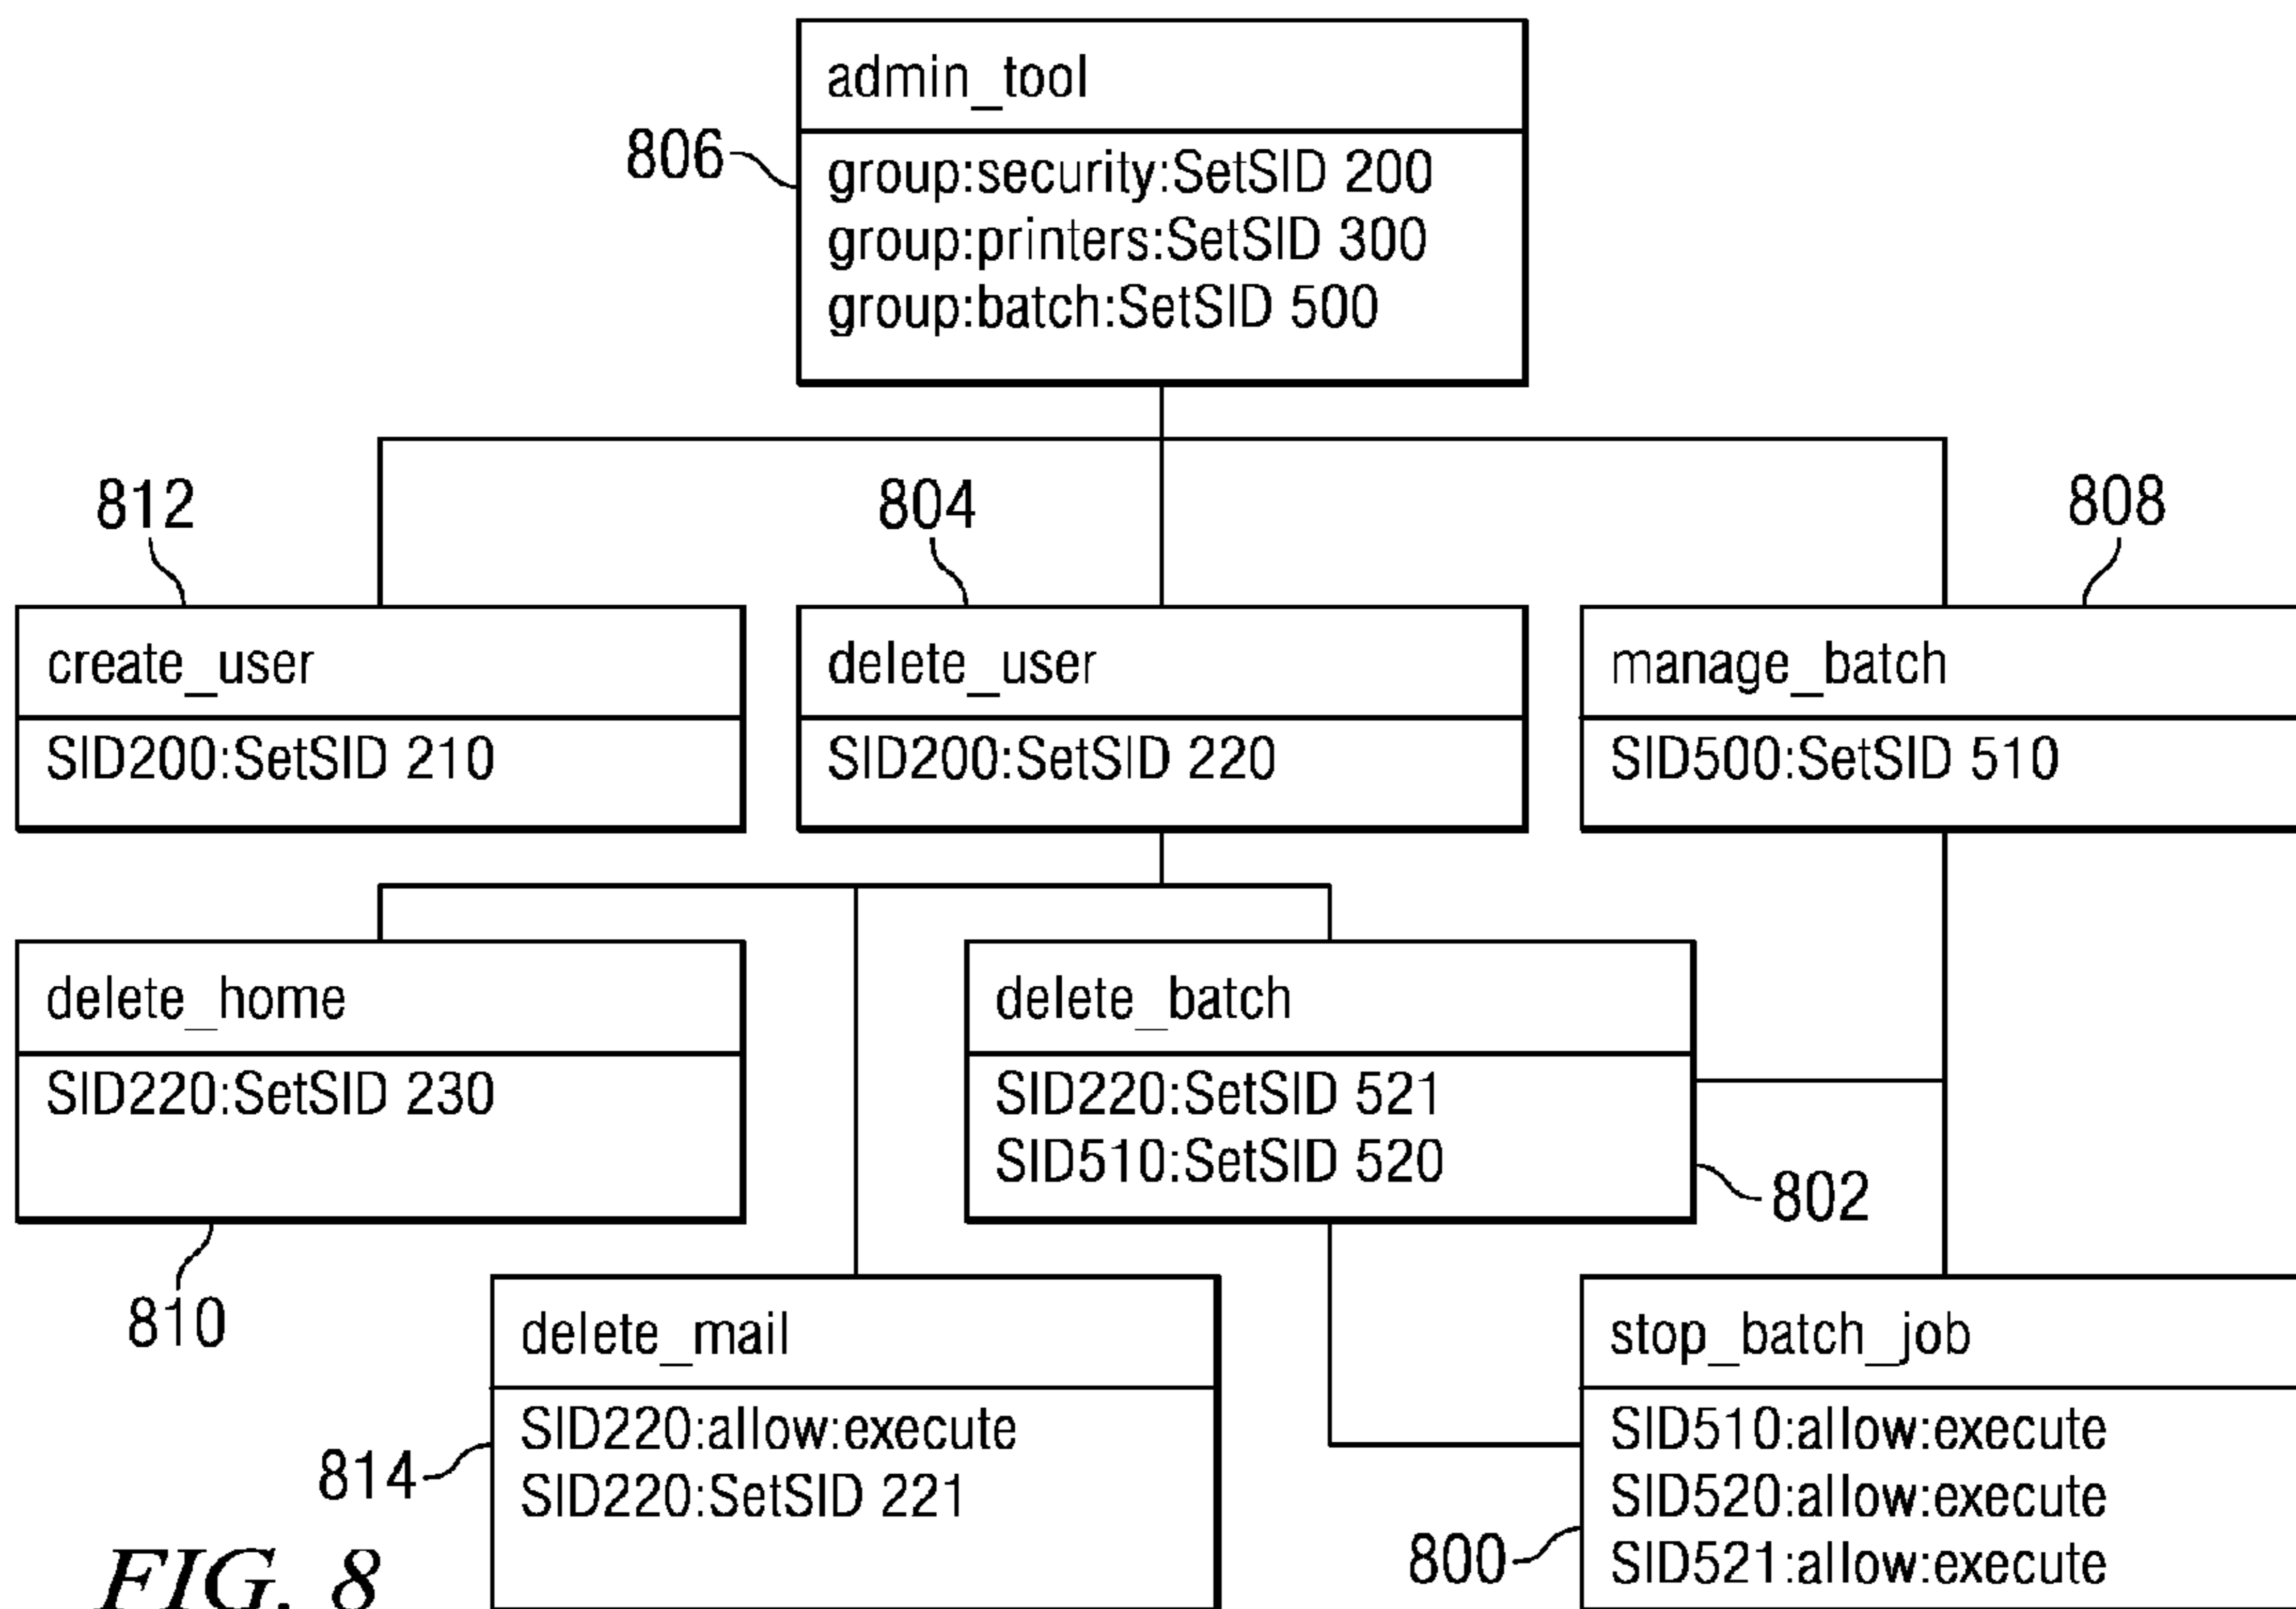 admin_tool
806
group:security:SetSID 200
group:printers:SetSID 300
group:batch:SetSID 500
812
804
808
create_user
SID200:SetSID 210
delete_user
SID200:SetSID 220
manage_batch
SID500:SetSID 510
delete_home
SID220:SetSID 230
810
delete_batch
SID220:SetSID 521
SID510:SetSID 520
802
delete_mail
SID220:allow:execute
SID220:SetSID 221
814
stop_batch_job
SID510:allow:execute
SID520:allow:execute
SID521:allow:execute
800
FIG. 8